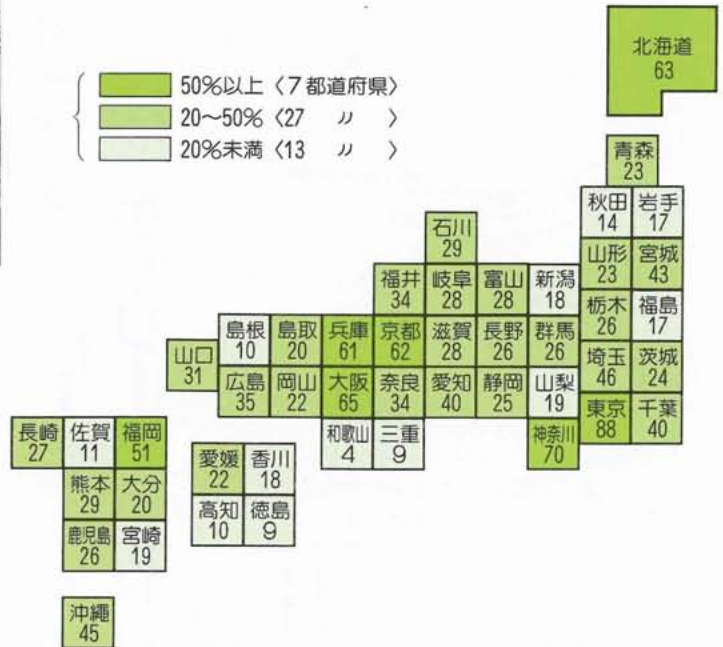 50%以上〈7都道府県〉
20〜50%〈27 〃 〉
20%未満〈13 〃 〉
北海道
63
青森
23
秋田 岩手
14 17
石川
29
山形 宮城
23 43
福井 岐阜 富山 新潟
34 28 28 18
栃木 福島
26 17
島根 鳥取 兵庫 京都 滋賀 長野 群馬
10 20 61 62 28 26 26
山口
31
埼玉 茨城
46 24
広島 岡山 大阪 奈良 愛知 静岡 山梨
35 22 65 34 40 25 19
東京 千葉
88 40
長崎 佐賀 福岡
27 11 51
和歌山 三重
4 9
神奈川
70
愛媛 香川
22 18
熊本 大分
29 20
高知 徳島
10 9
鹿児島 宮崎
26 19
沖縄
45